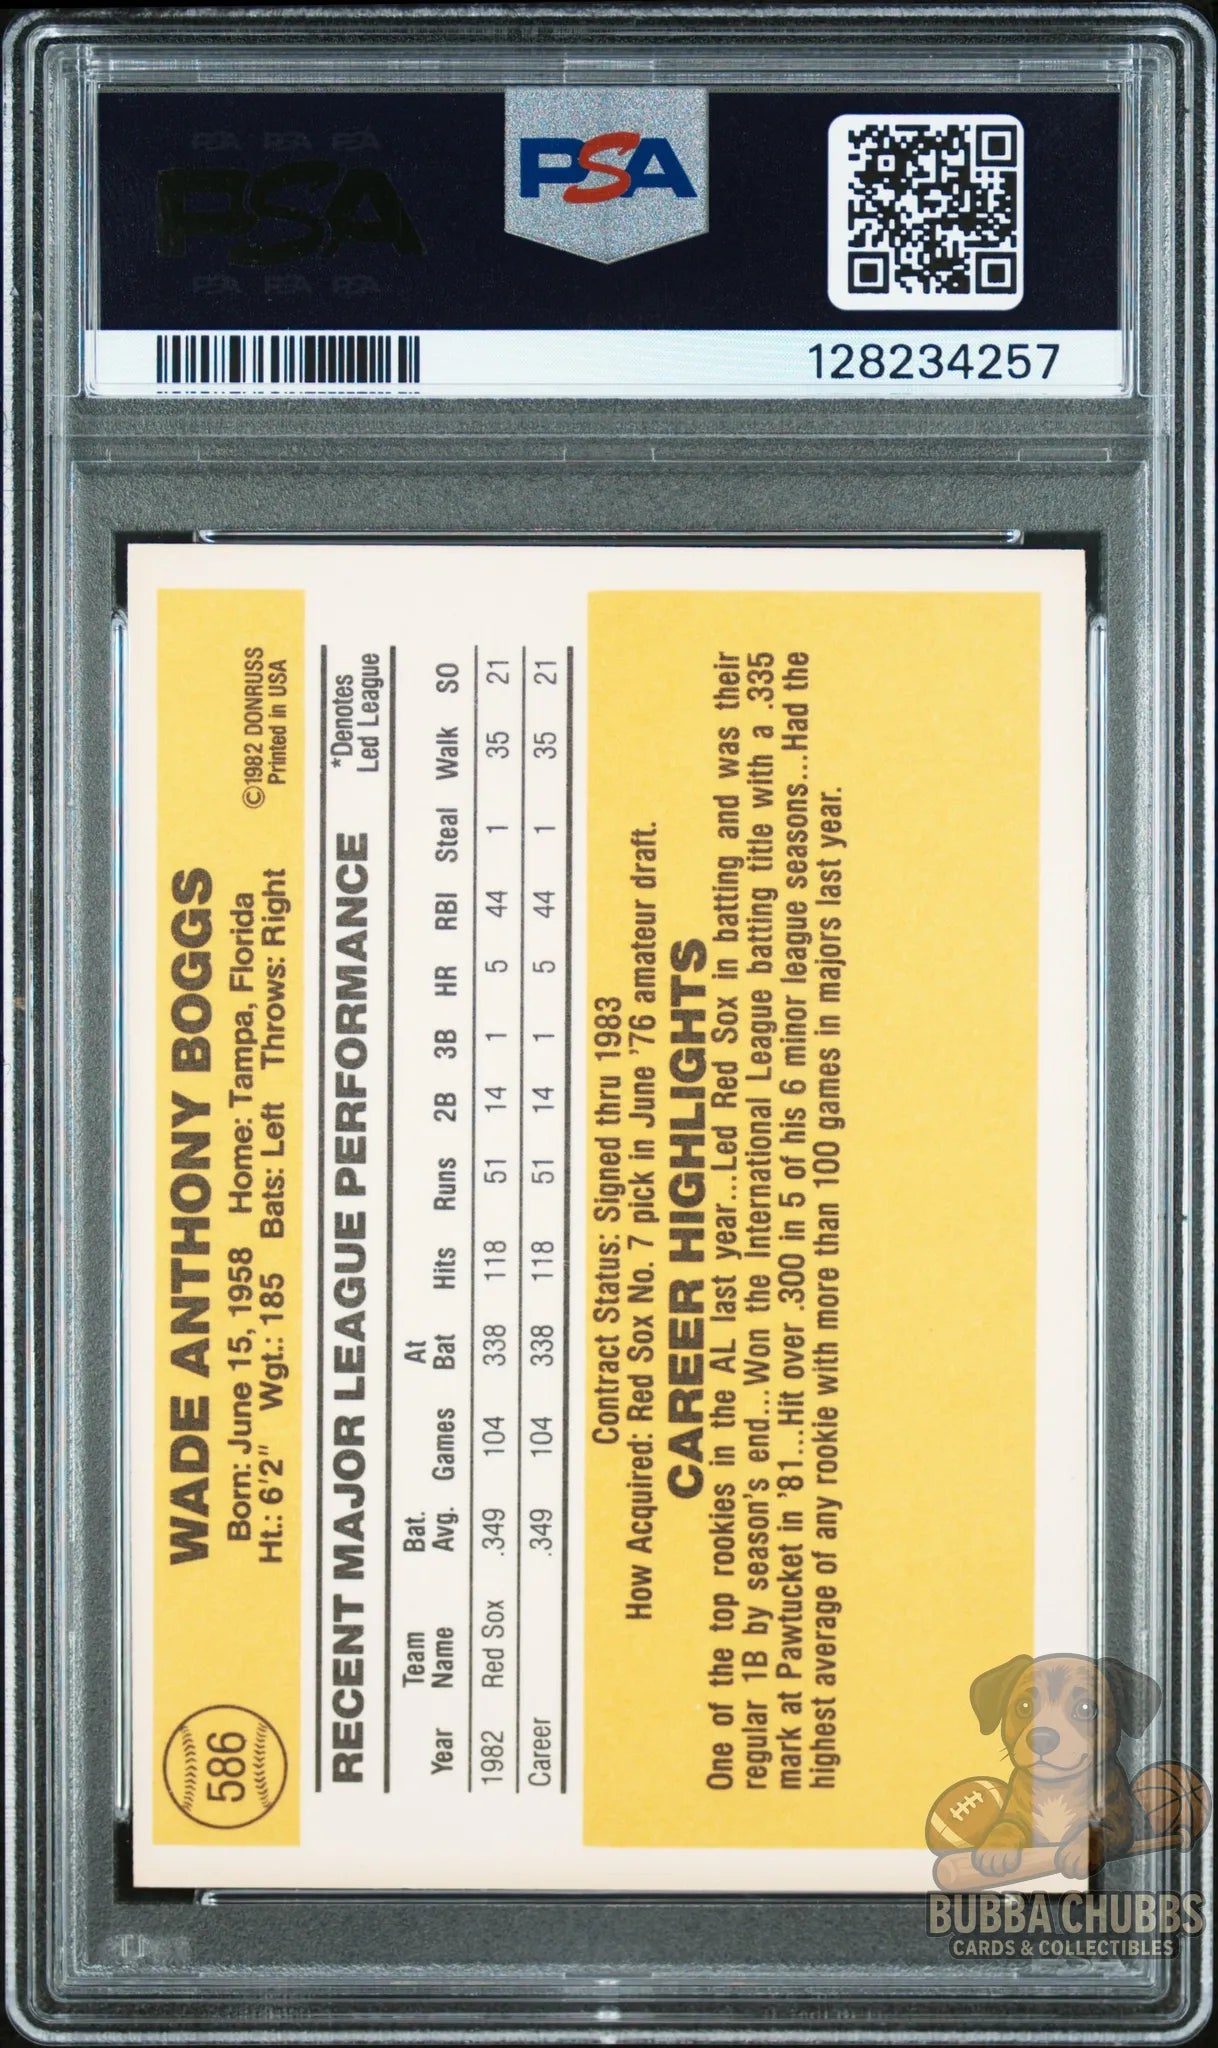 PSA
PSA PSA PSA
PSA
PSA PSA PSA
128234257
586
WADE ANTHONY BOGGS
Born: June 15, 1958 Home: Tampa, Florida ©1982 DONRUSS
Ht.: 6'2" Wgt.: 185 Bats: Left Throws: Right Printed in USA
RECENT MAJOR LEAGUE PERFORMANCE
*Denotes
Led League
Year Team Name Bat. Avg. Games At Bat Hits Runs 2B 3B HR RBI Steal Walk SO
1982 Red Sox .349 104 338 118 51 14 1 5 44 1 35 21
Career .349 104 338 118 51 14 1 5 44 1 35 21
Contract Status: Signed thru 1983
How Acquired: Red Sox No. 7 pick in June '76 amateur draft.
CAREER HIGHLIGHTS
One of the top rookies in the AL last year...Led Red Sox in batting and was their
regular 1B by season's end...Won the International League batting title with a .335
mark at Pawtucket in '81...Hit over .300 in 5 of his 6 minor league seasons...Had the
highest average of any rookie with more than 100 games in majors last year.
BUBBA CHUBBS
CARDS & COLLECTIBLES